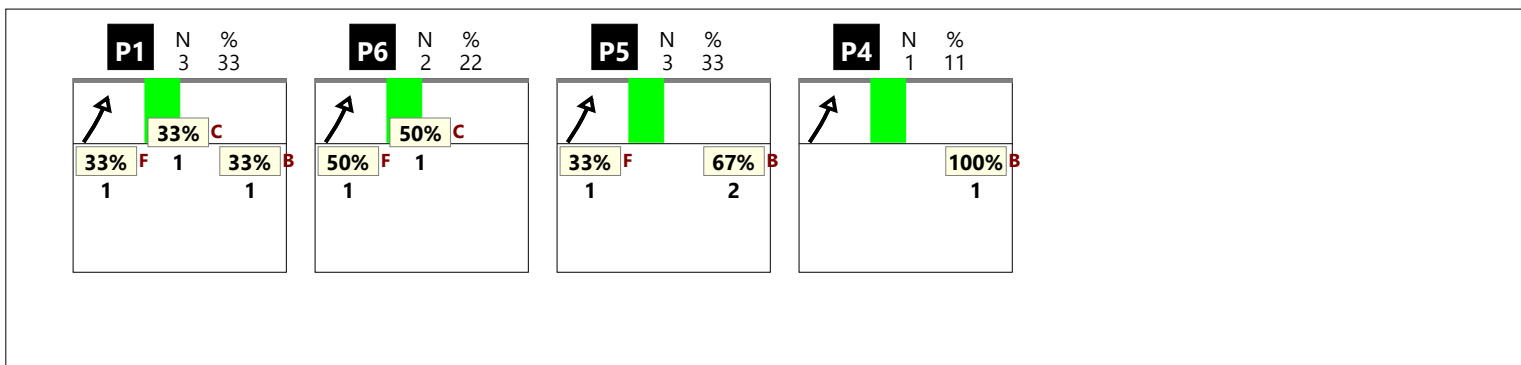 P1 N % 3 33
33% C
33% F 1 33% B
1 1
P6 N % 2 22
50% C
50% F 1
1
P5 N % 3 33
33% F 67% B
1 2
P4 N % 1 11
100% B
1